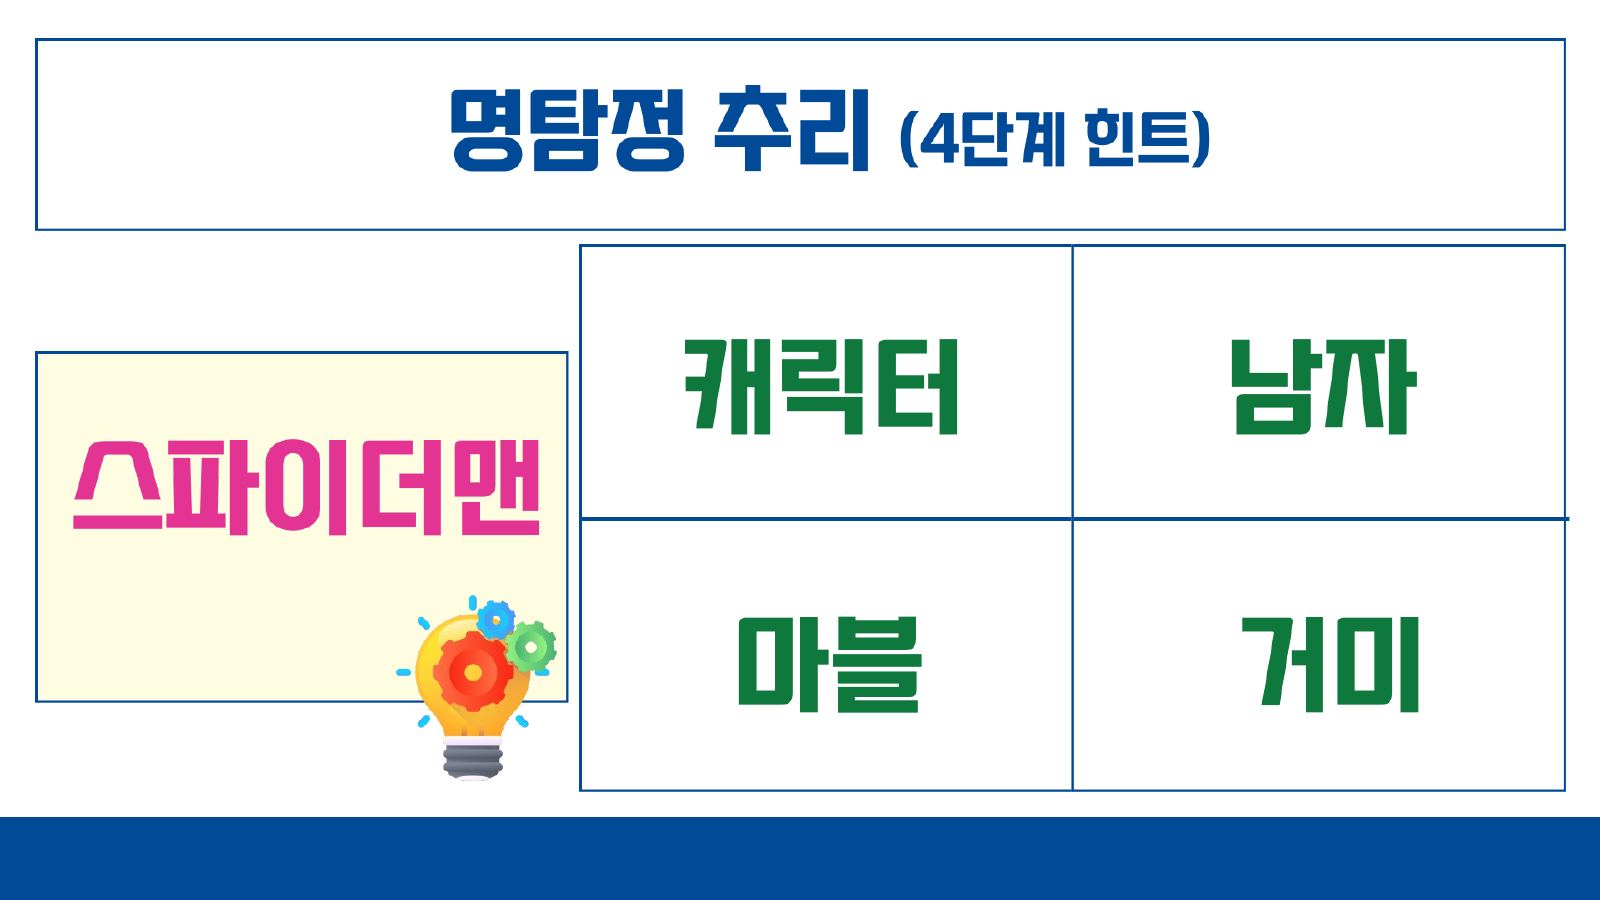 명탐정 추리 (4단계 힌트)
스파이더맨
캐릭터
남자
마블
거미